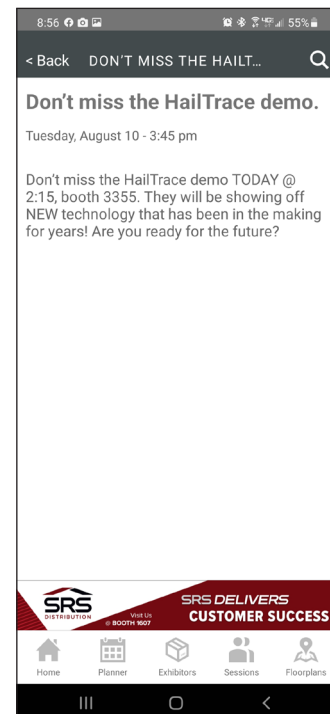 8:56 55%
< Back DON'T MISS THE HAILT...
Don't miss the HailTrace demo.
Tuesday, August 10 - 3:45 pm
Don't miss the HailTrace demo TODAY @
2:15, booth 3355. They will be showing off
NEW technology that has been in the making
for years! Are you ready for the future?
SRS
DISTRIBUTION
Visit Us
@ BOOTH 1607
SRS DELIVERS
CUSTOMER SUCCESS
Home Planner Exhibitors Sessions Floorplans